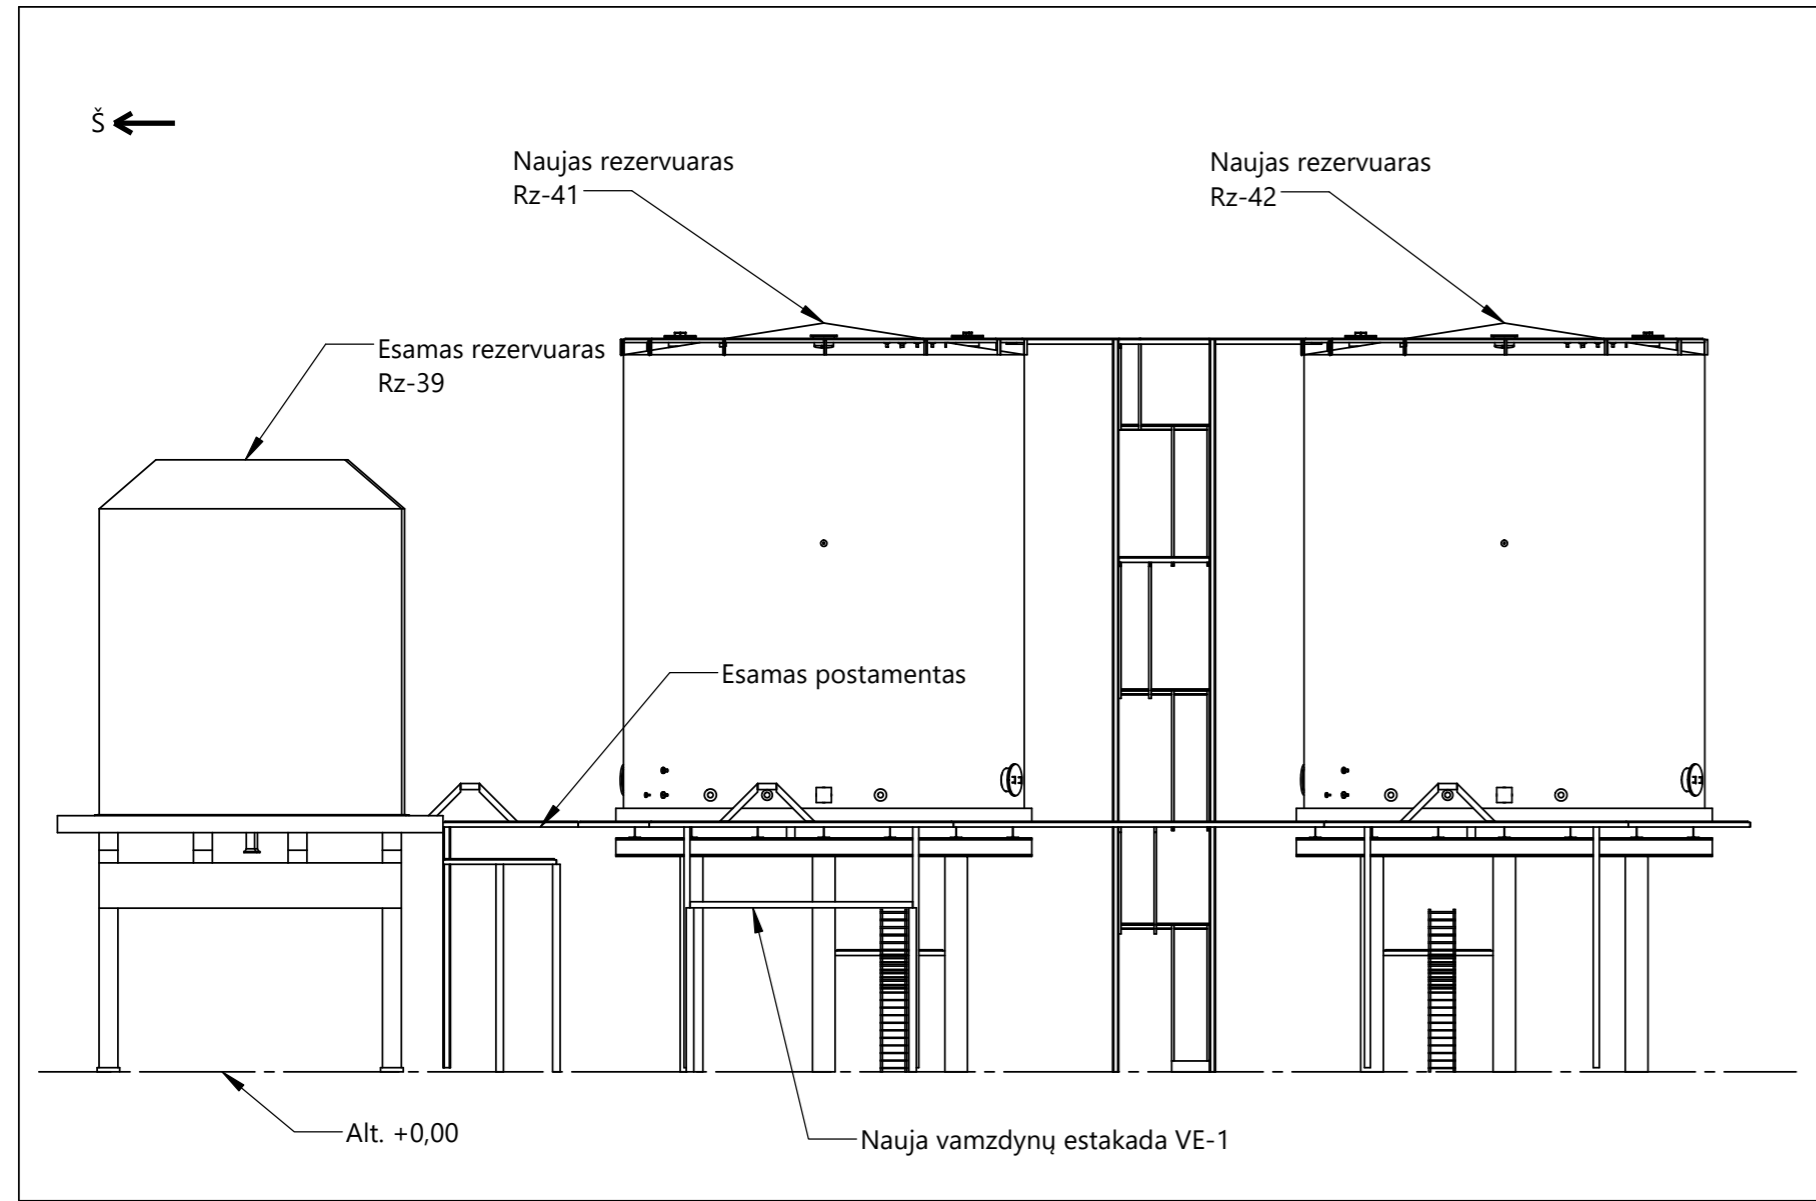 Š
Naujas rezervuaras
Rz-41
Naujas rezervuaras
Rz-42
Esamas rezervuaras
Rz-39
Esamas postamentas
Alt. +0,00
Nauja vamzdynų estakada VE-1